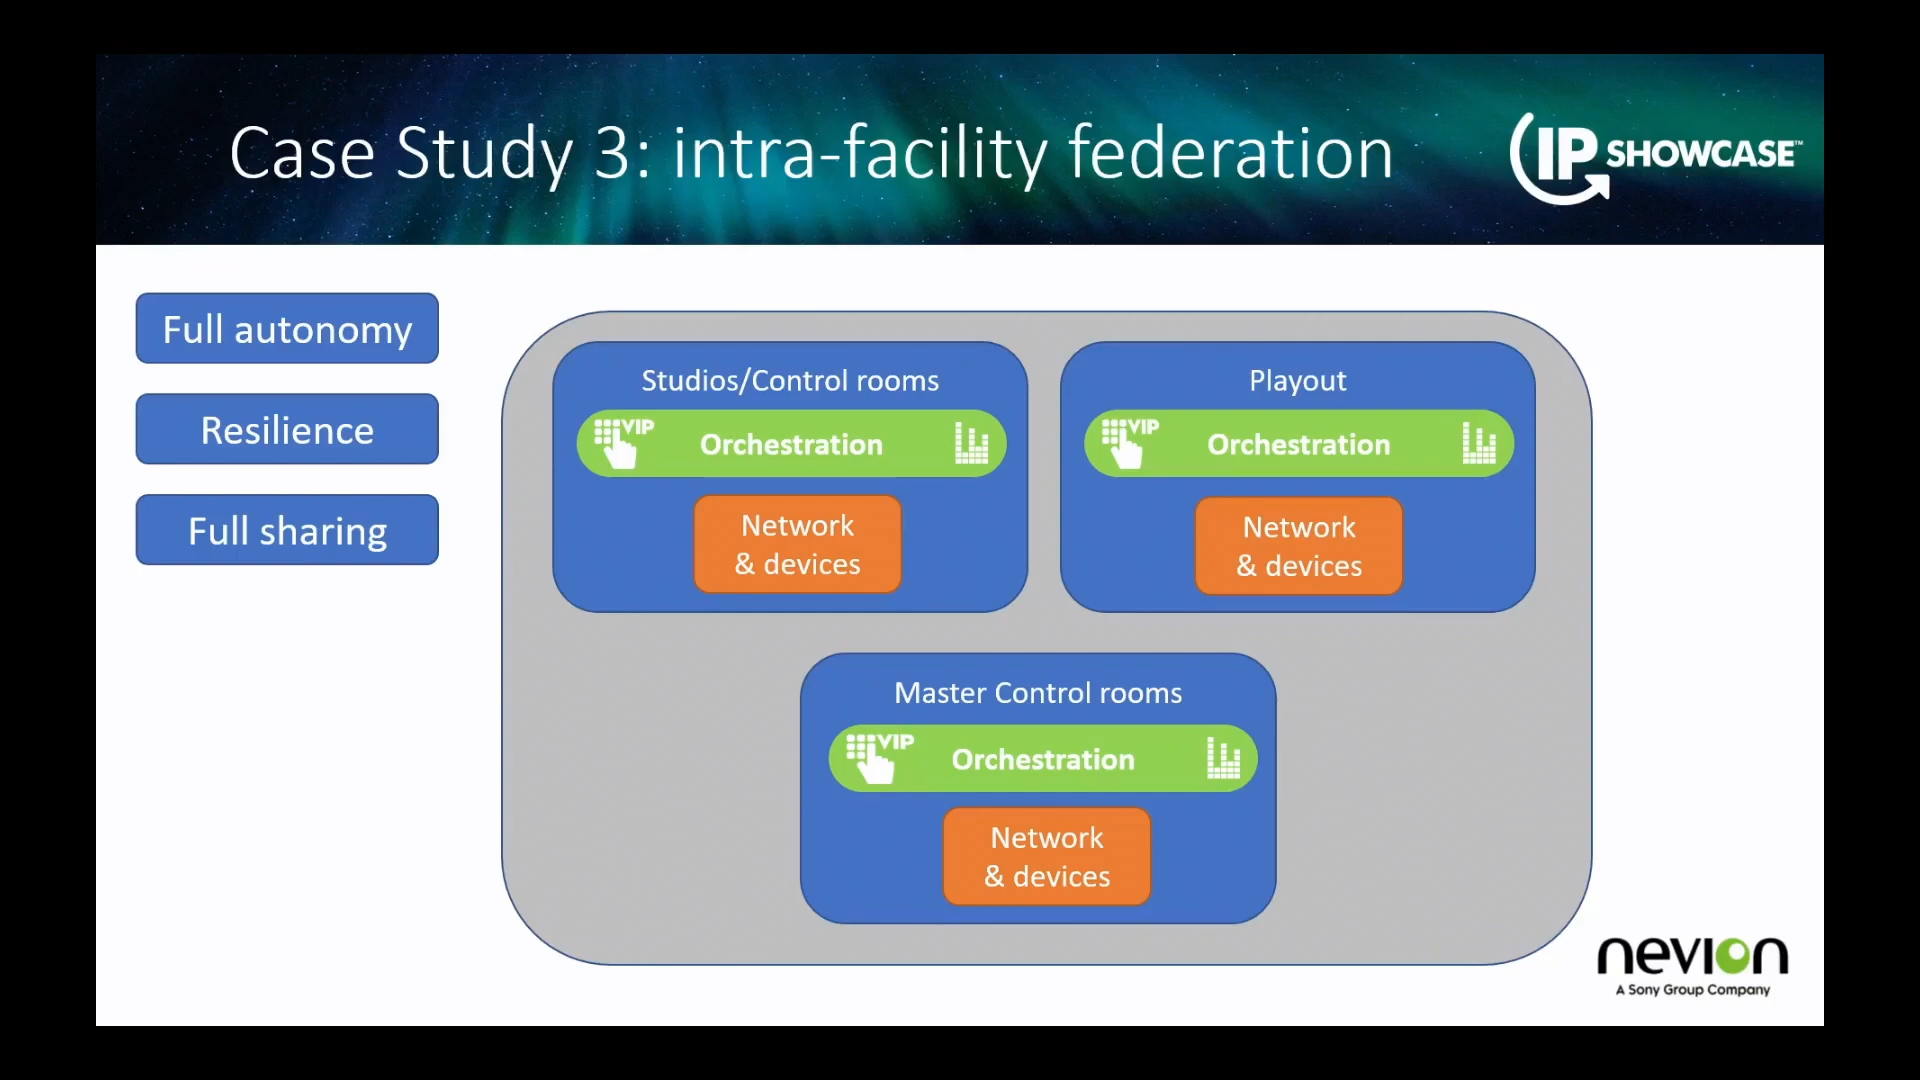 Case Study 3: intra-facility federation
IP SHOWCASE™
Full autonomy
Resilience
Full sharing
Studios/Control rooms
VIP Orchestration
Network
& devices
Playout
VIP Orchestration
Network
& devices
Master Control rooms
VIP Orchestration
Network
& devices
nevion
A Sony Group Company